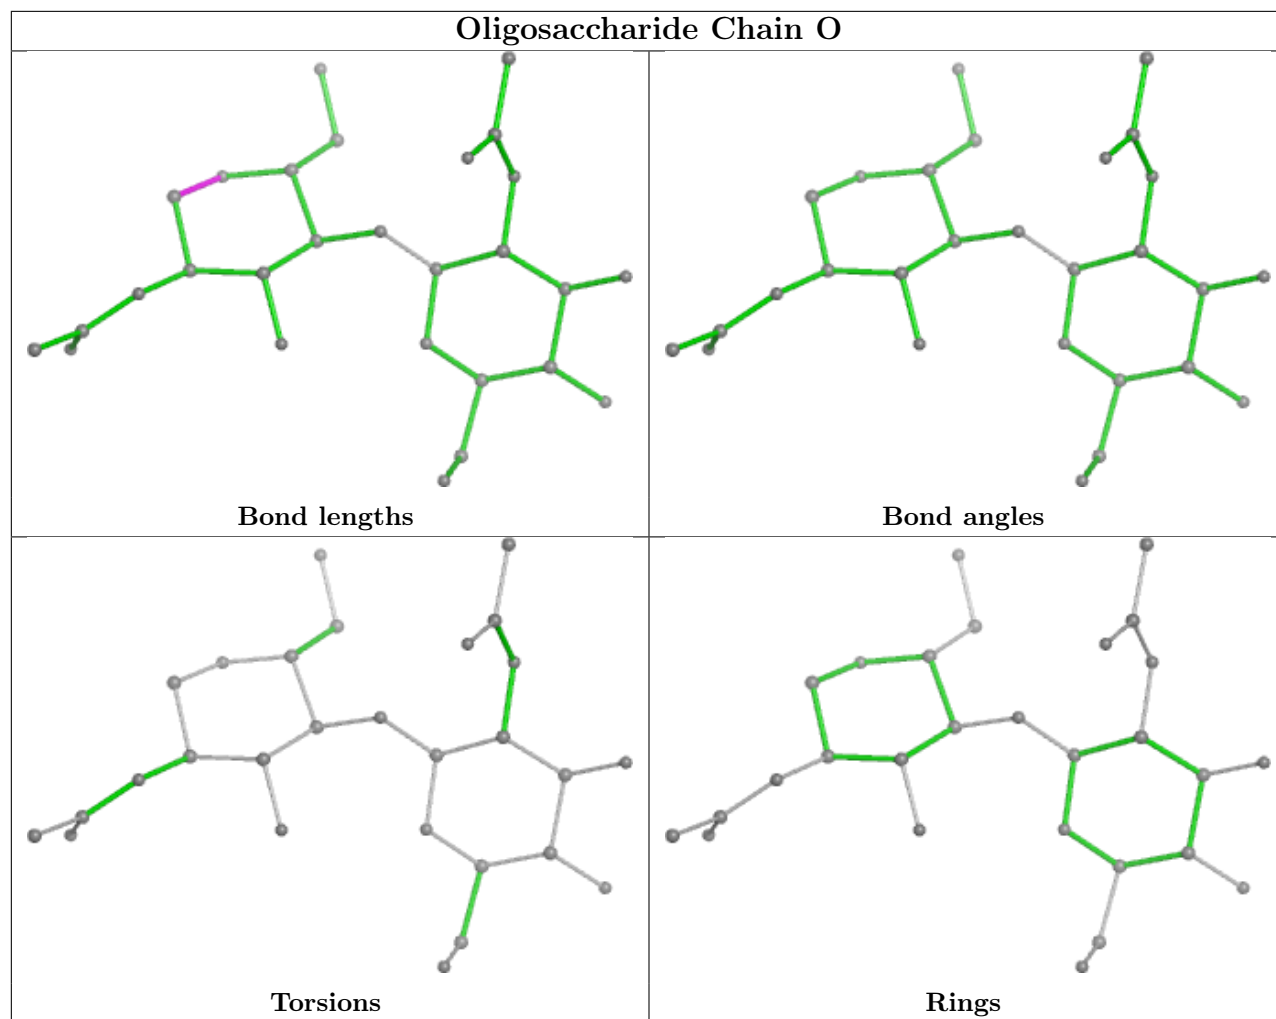 Oligosaccharide Chain O
Bond lengths
Bond angles
Torsions
Rings